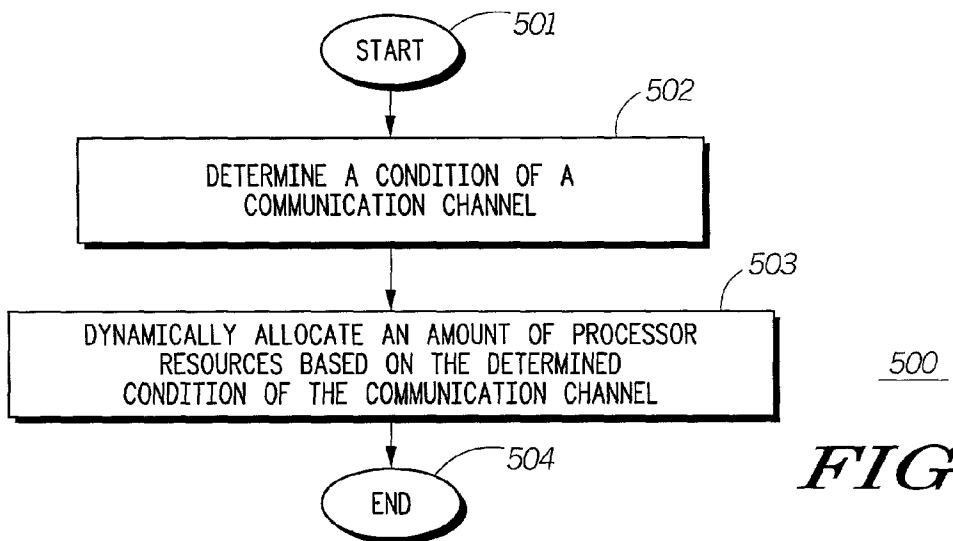 START
501
502
DETERMINE A CONDITION OF A
COMMUNICATION CHANNEL
503
DYNAMICALLY ALLOCATE AN AMOUNT OF PROCESSOR
RESOURCES BASED ON THE DETERMINED
CONDITION OF THE COMMUNICATION CHANNEL
500
504
END
FIG